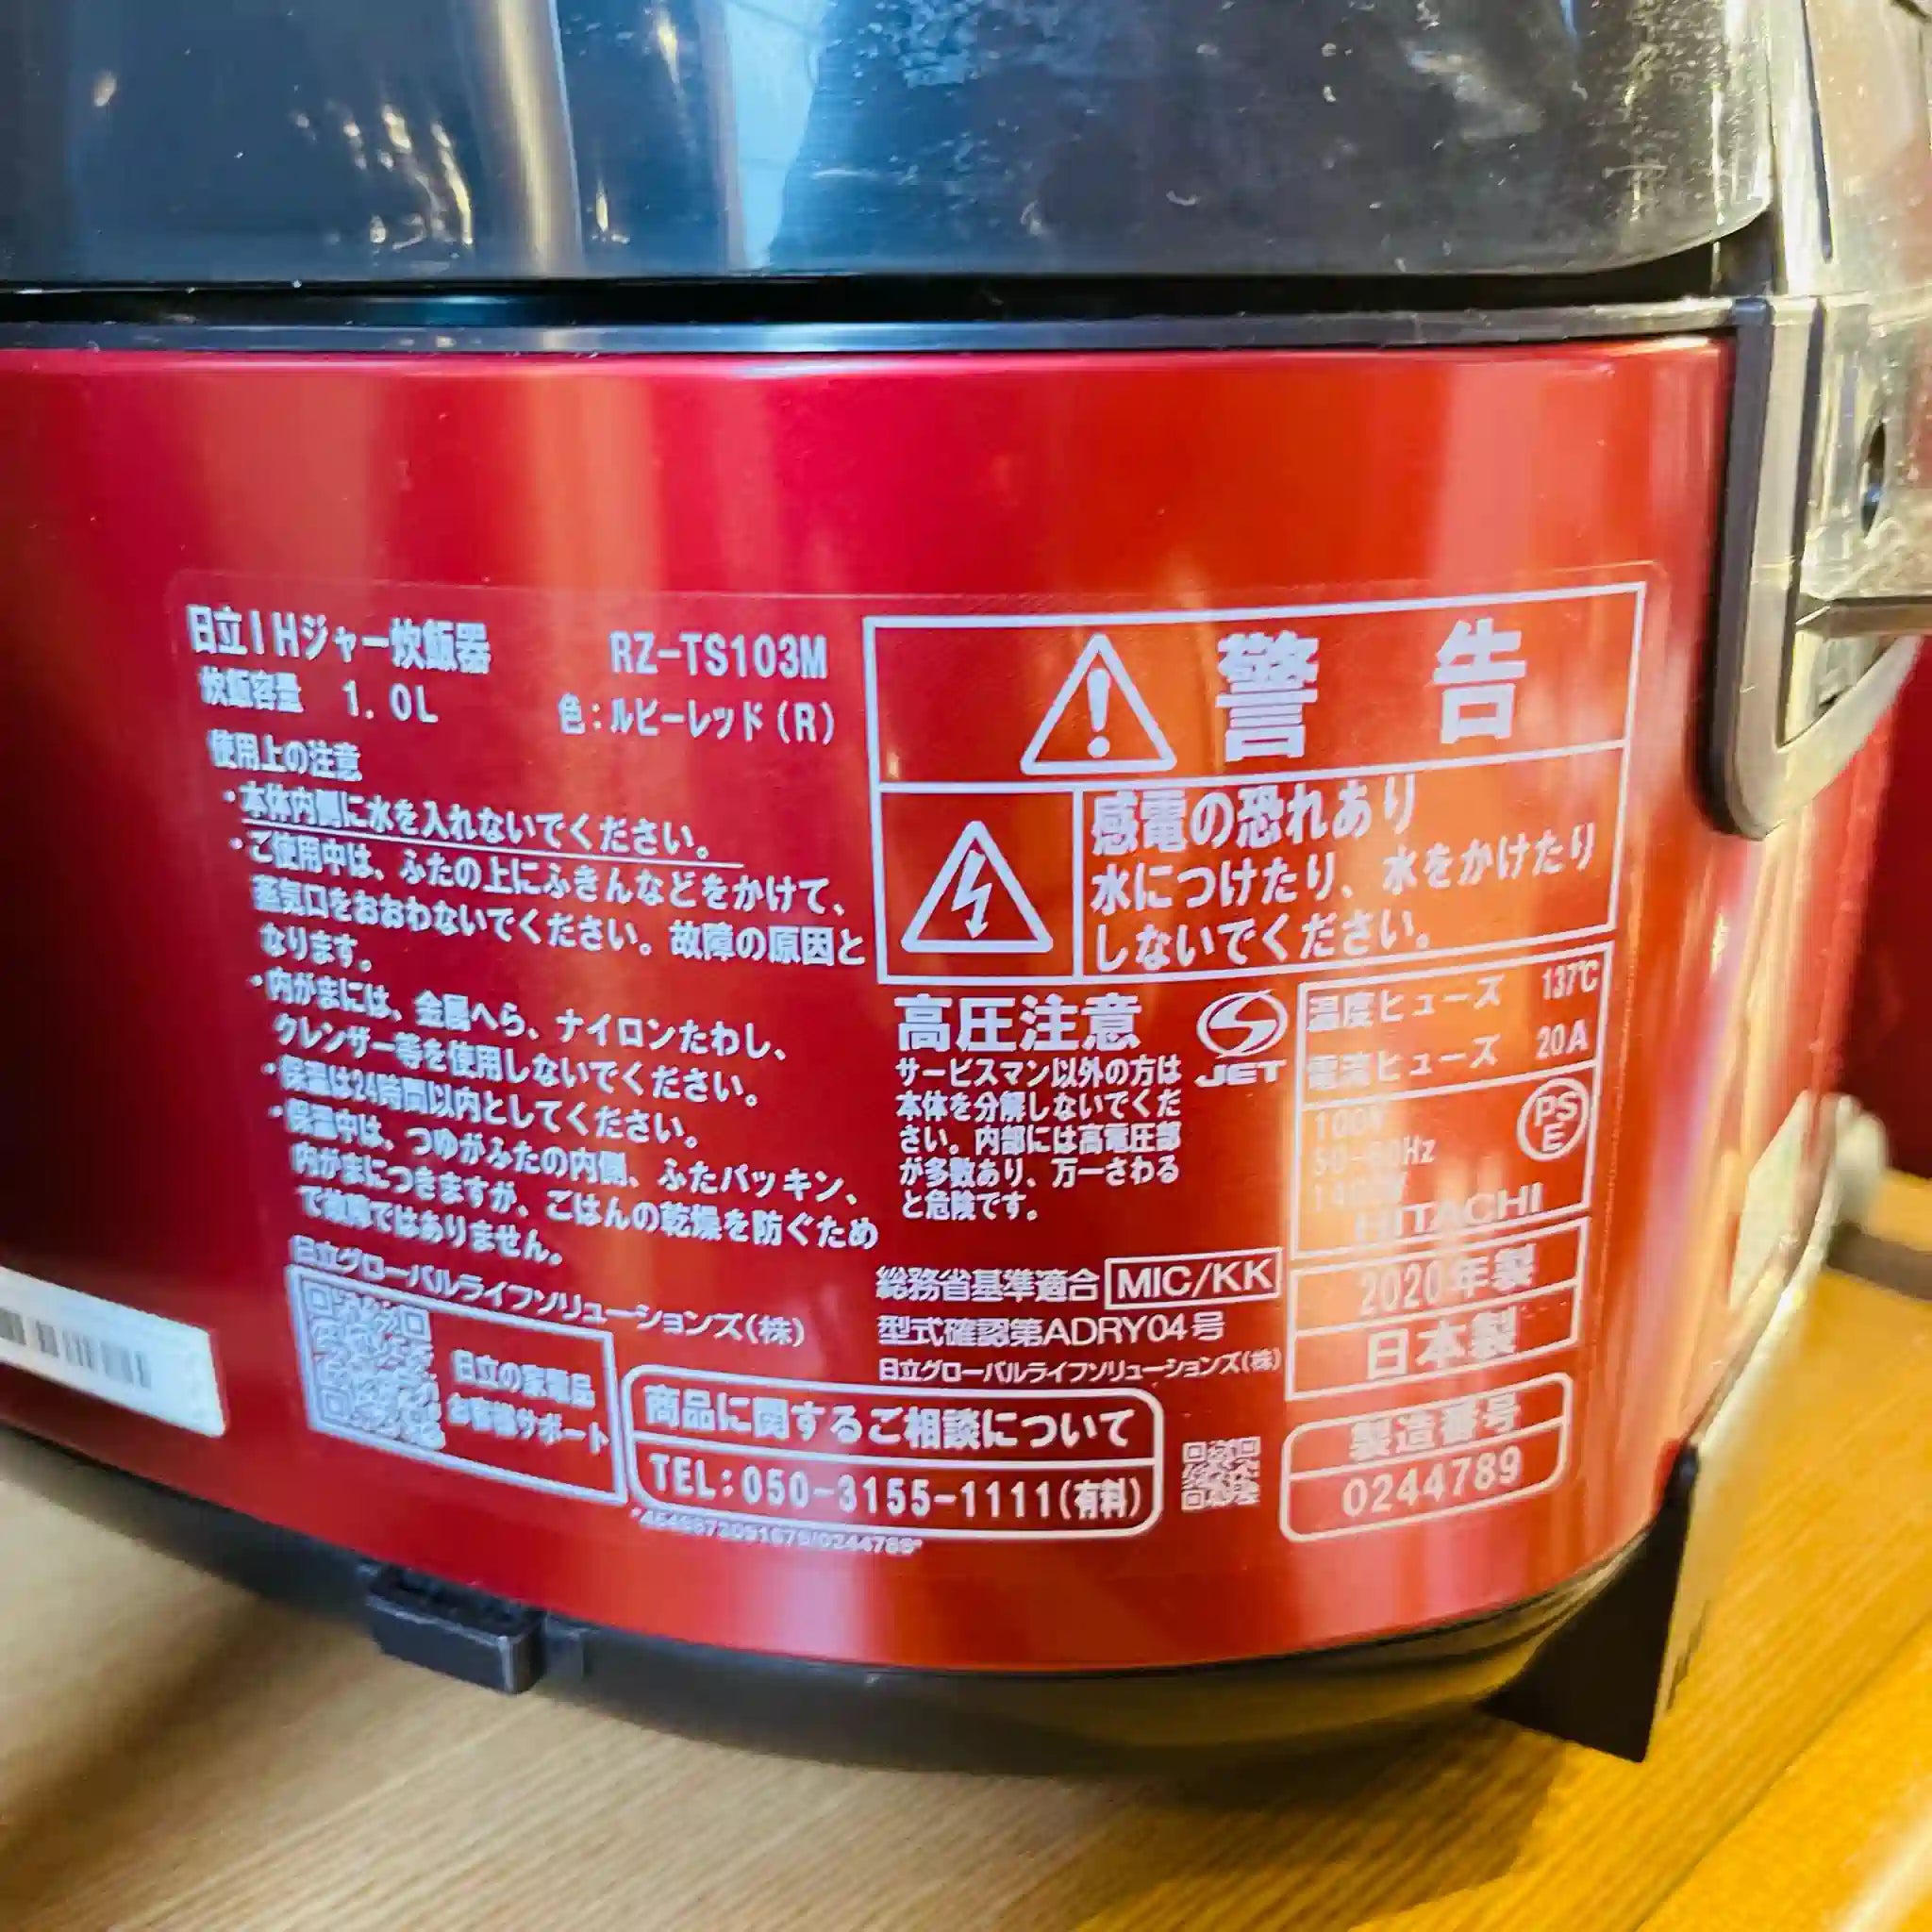 日立IHジャー炊飯器 RZ-TS103M
炊飯容量 1.0L 色:ルビーレッド(R)
使用上の注意
・本体内側に水を入れないでください。
・ご使用中は、ふたの上にふきんなどをかけて、
蒸気口をおおわないでください。故障の原因と
なります。
・内がまには、金属へら、ナイロンたわし、
クレンザー等を使用しないでください。
・保温は24時間以内としてください。
・保温中は、つゆがふたの内側、ふたパッキン、
内がまにつきますが、ごはんの乾燥を防ぐため
で故障ではありません。
日立グローバルライフソリューションズ(株)
日立の家電品
お客様サポート
警告
感電の恐れあり
水につけたり、水をかけたり
しないでください。
高圧注意
サービスマン以外の方は
本体を分解しないでくだ
さい。内部には高電圧部
が多数あり、万一さわる
と危険です。
JET
温度ヒューズ 137℃
電流ヒューズ 20A
100V
50-60Hz
PS
E
HITACHI
2020年製
日本製
総務省基準適合 MIC/KK
型式確認第ADRY04号
日立グローバルライフソリューションズ(株)
商品に関するご相談について
TEL:050-3155-1111(有料)
製造番号
0244789